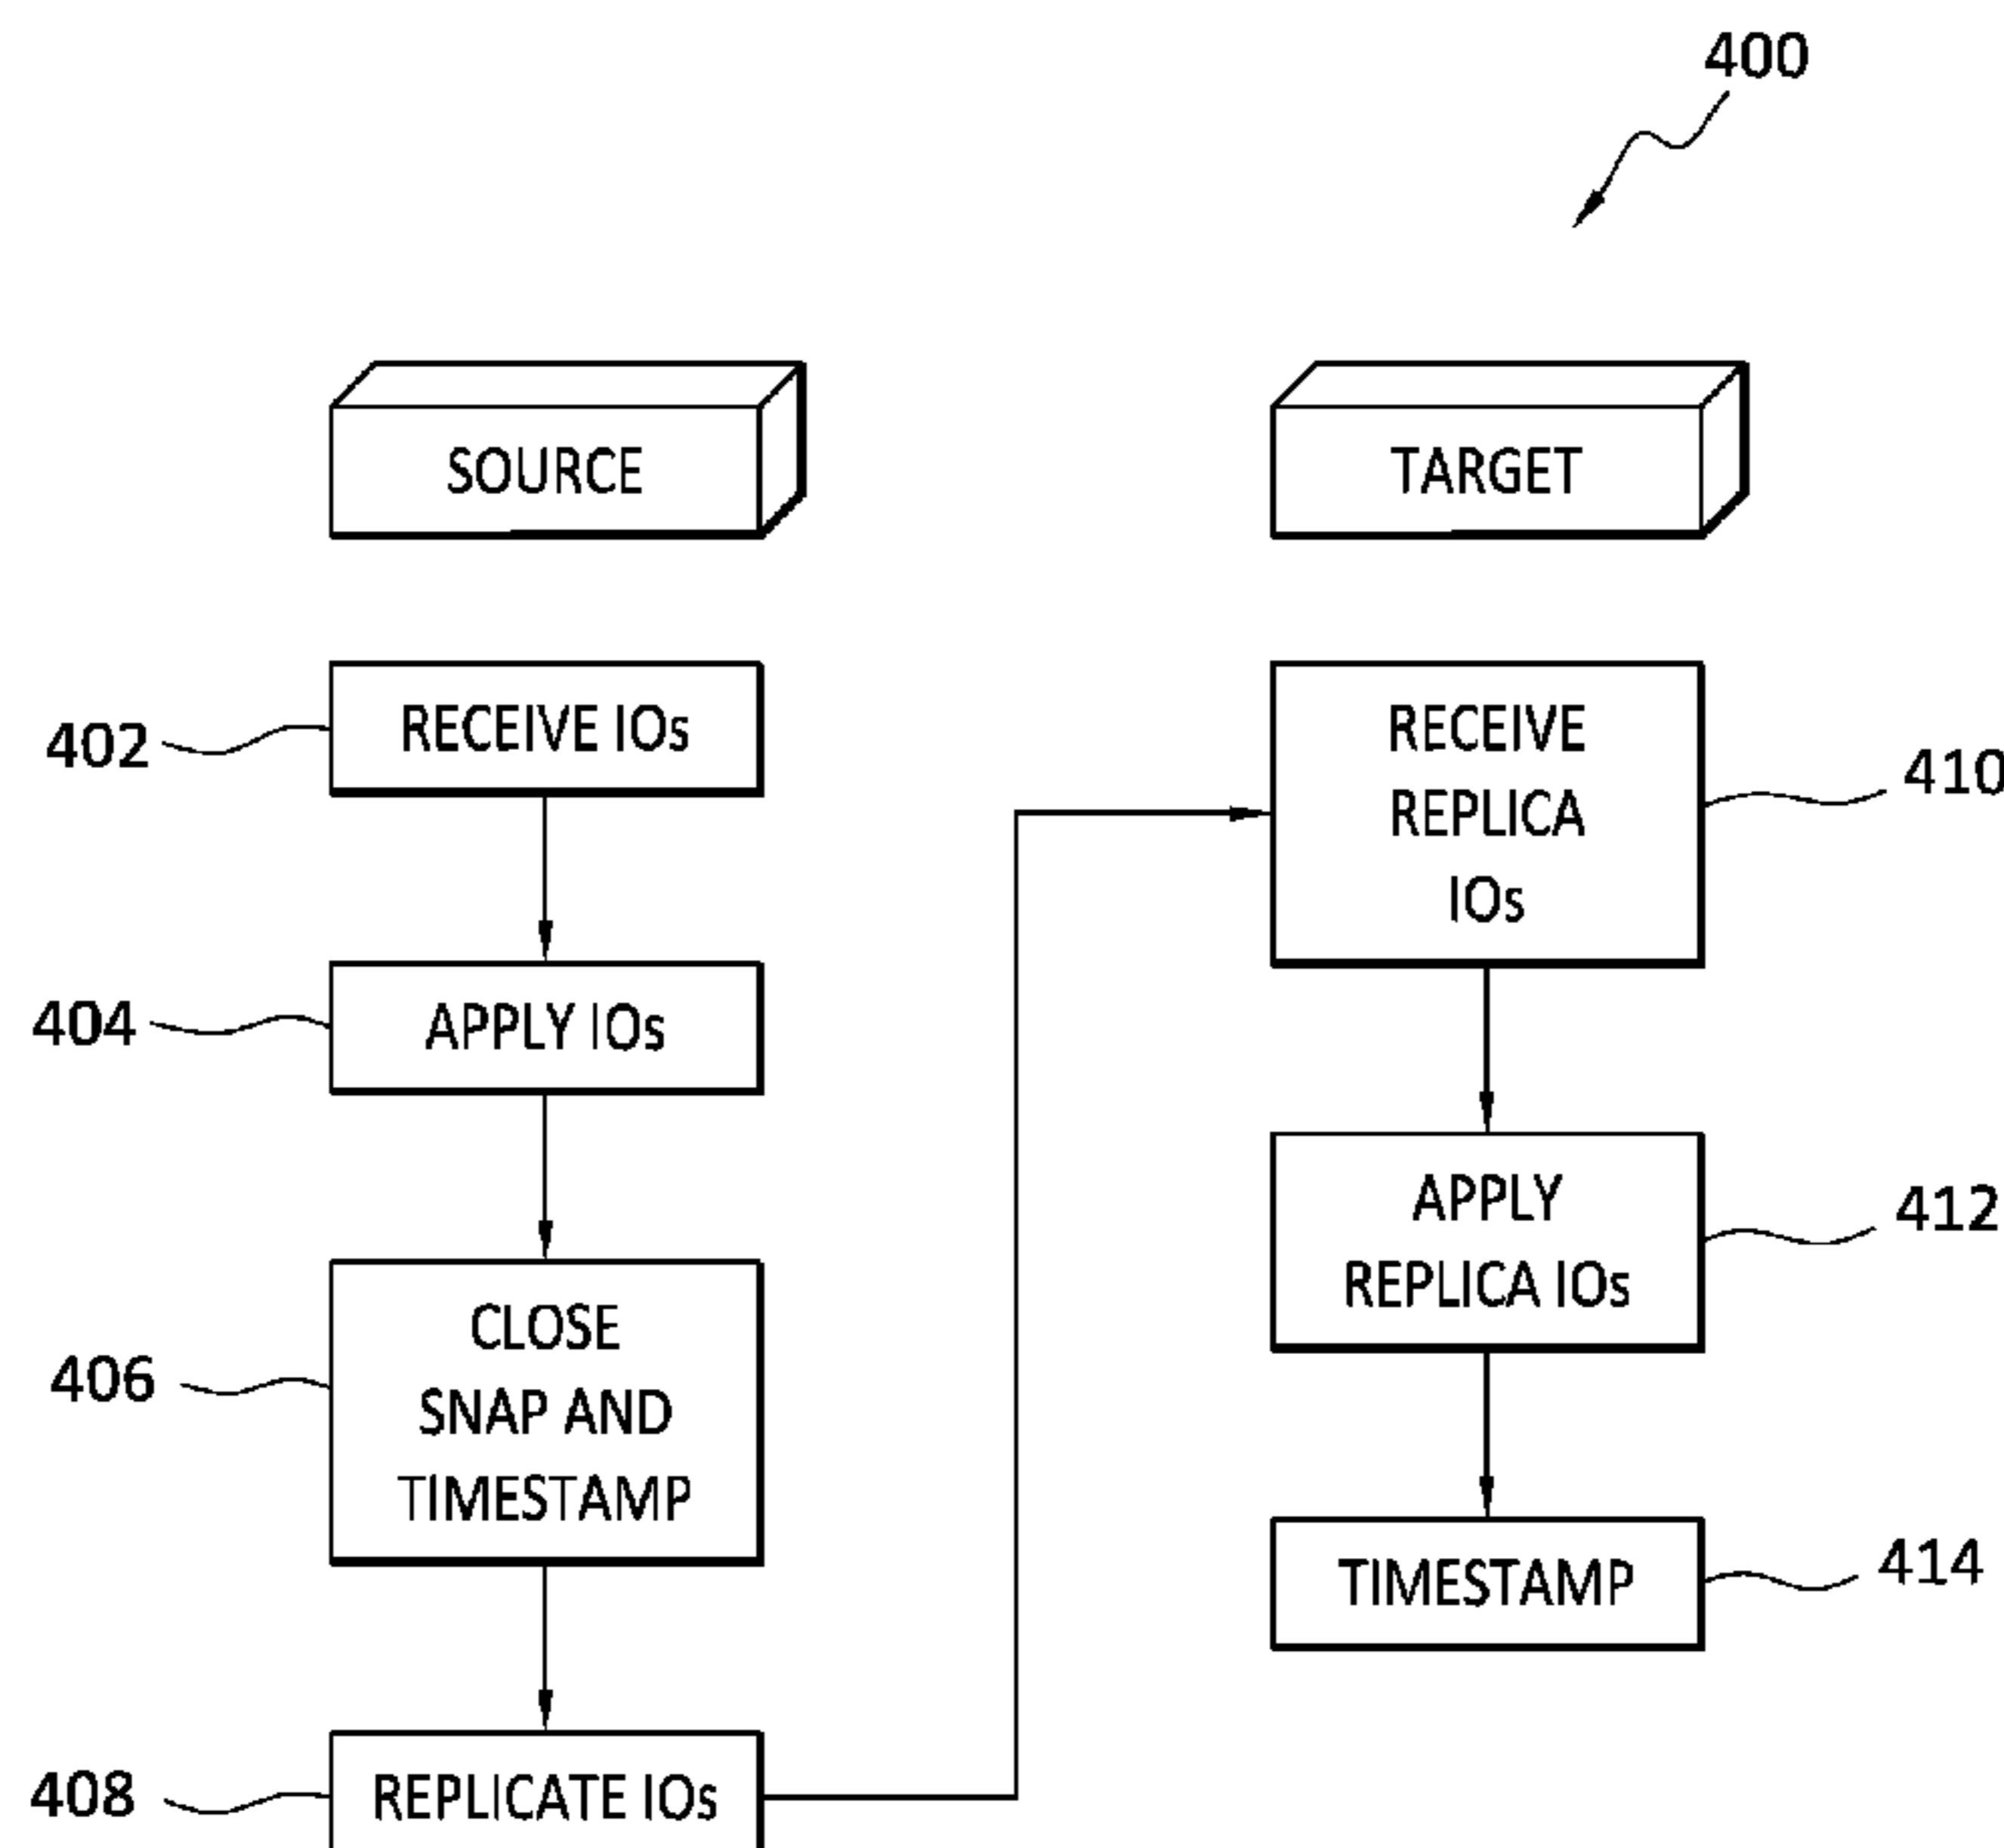 400
SOURCE
TARGET
402
RECEIVE IOs
404
APPLY IOs
406
CLOSE
SNAP AND
TIMESTAMP
408
REPLICATE IOs
RECEIVE
REPLICA
IOs
410
APPLY
REPLICA IOs
412
TIMESTAMP
414